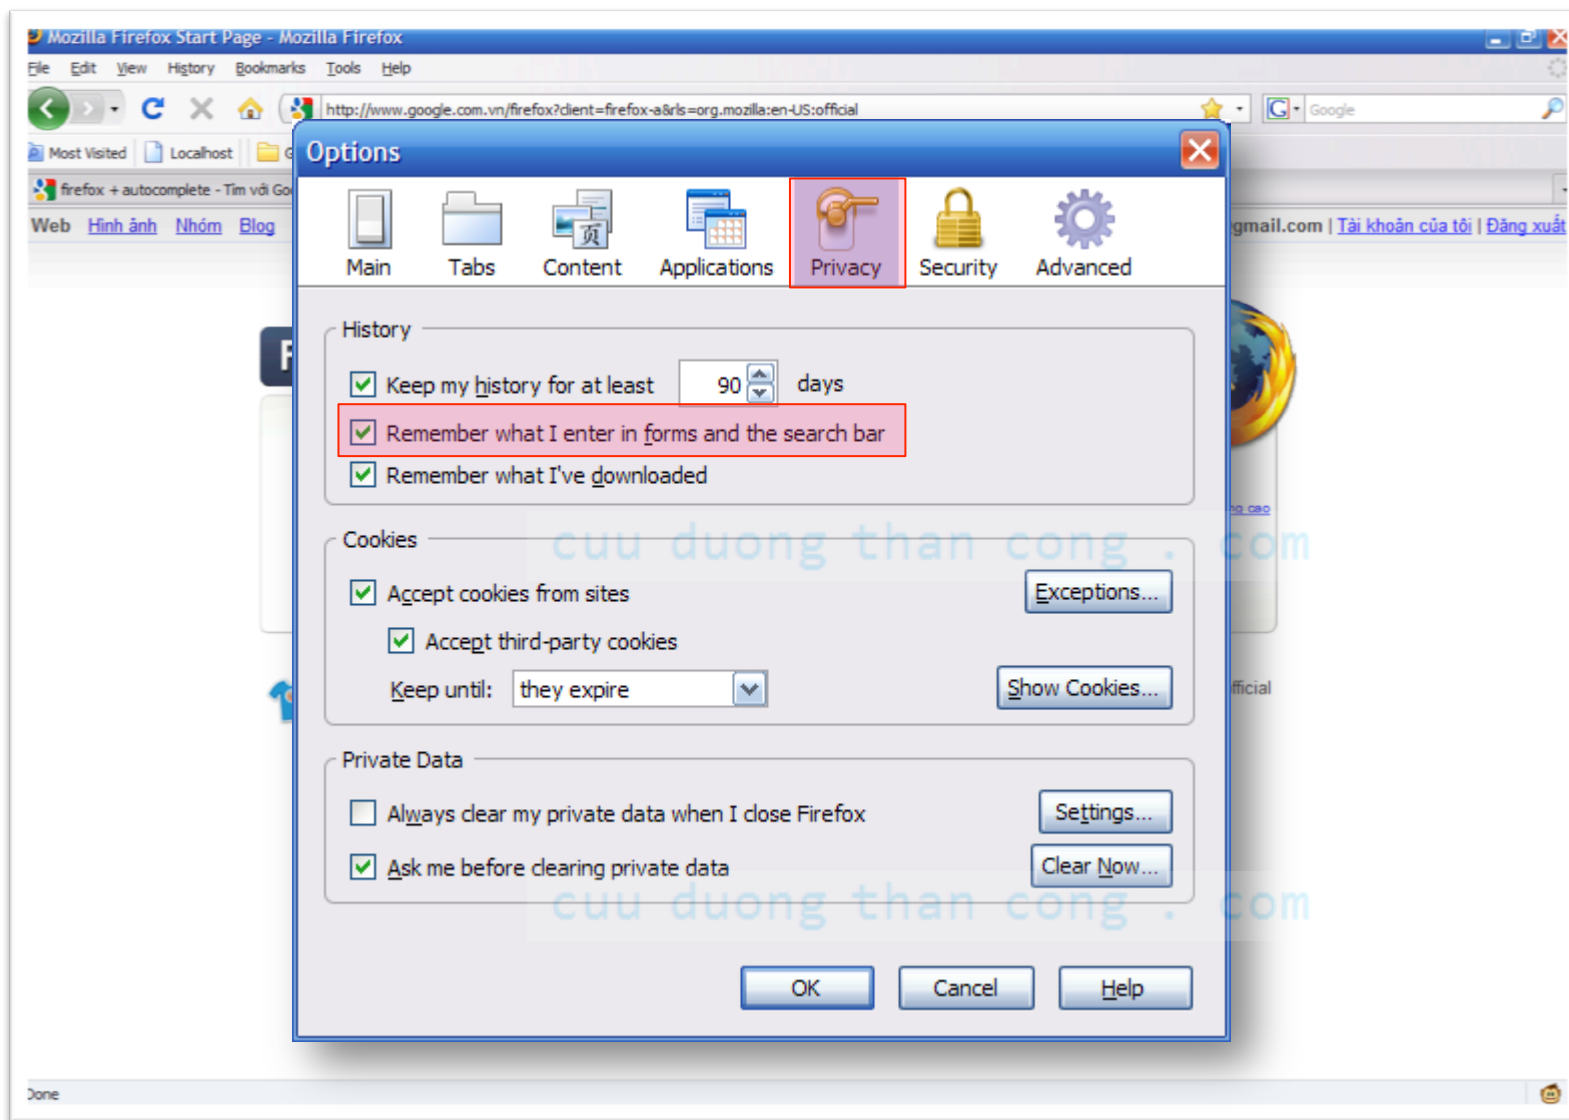 Mozilla Firefox Start Page - Mozilla Firefox
File Edit View History Bookmarks Tools Help
http://www.google.com.vn/firefox?client=firefox-a&rls=org.mozilla:en-US:official
Google
Most Visited Localhost G
firefox + autocomplete - Tìm với Go
Web Hình ảnh Nhóm Blog
gmail.com | Tài khoản của tôi | Đăng xuất
Options
Main Tabs Content Applications Privacy Security Advanced
History
Keep my history for at least 90 days
Remember what I enter in forms and the search bar
Remember what I've downloaded
ng cao
Cookies
cuu duong than cong . com
Accept cookies from sites Exceptions...
Accept third-party cookies
Keep until: they expire Show Cookies...
fficial
Private Data
Always clear my private data when I close Firefox Settings...
Ask me before clearing private data Clear Now...
cuu duong than cong . com
OK Cancel Help
Done